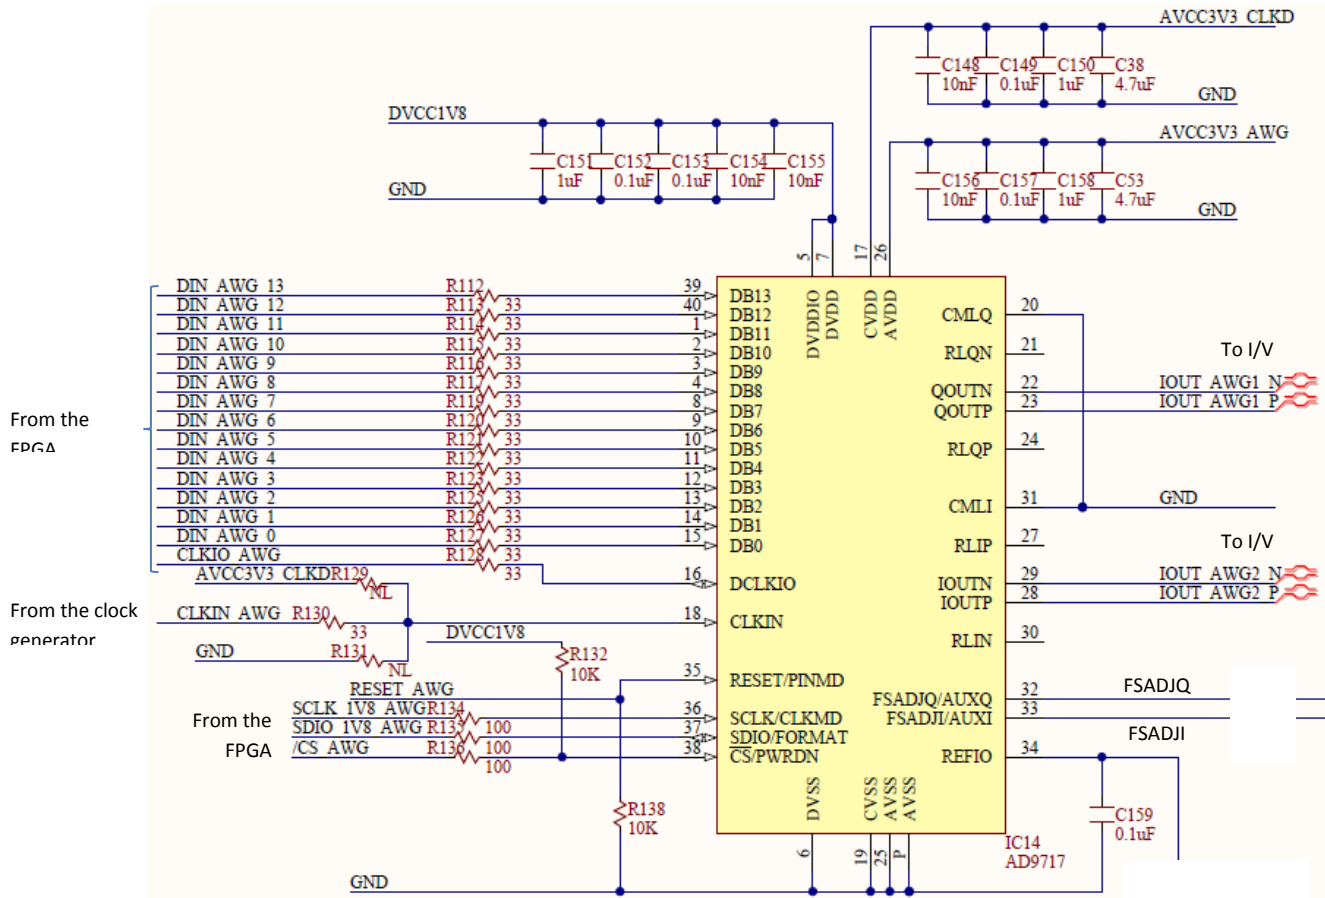 AVCC3V3_CLKD
C148
10nF
C149
0.1uF
C150
1uF
C38
4.7uF
GND
DVCC1V8
C151
1uF
C152
0.1uF
C153
0.1uF
C154
10nF
C155
10nF
GND
AVCC3V3_AWG
C156
10nF
C157
0.1uF
C158
1uF
C53
4.7uF
GND
5
7
17
26
DVDDIO
DVDD
CVDD
AVDD
From the
FPGA
DIN_AWG_13 R112 33 39 DB13
DIN_AWG_12 R113 33 40 DB12
DIN_AWG_11 R114 33 1 DB11
DIN_AWG_10 R115 33 2 DB10
DIN_AWG_9 R116 33 3 DB9
DIN_AWG_8 R117 33 4 DB8
DIN_AWG_7 R119 33 8 DB7
DIN_AWG_6 R120 33 9 DB6
DIN_AWG_5 R121 33 10 DB5
DIN_AWG_4 R122 33 11 DB4
DIN_AWG_3 R123 33 12 DB3
DIN_AWG_2 R125 33 13 DB2
DIN_AWG_1 R126 33 14 DB1
DIN_AWG_0 R127 33 15 DB0
CLKIO_AWG R128 33 16 DCLKIO
AVCC3V3_CLKD R129 NL
From the clock
generator
CLKIN_AWG R130 33 18 CLKIN
GND R131 NL
DVCC1V8
R132
10K
RESET_AWG 35 RESET/PINMD
From the
FPGA
SCLK_1V8_AWG R134 100 36 SCLK/CLKMD
SDIO_1V8_AWG R135 100 37 SDIO/FORMAT
/CS_AWG R136 100 38 CS/PWRDN
R138
10K
CMLQ 20
RLQN 21
To I/V
QOUTN 22 IOUT_AWG1_N
QOUTP 23 IOUT_AWG1_P
RLQP 24
CMLI 31 GND
RLIP 27
To I/V
IOUTN 29 IOUT_AWG2_N
IOUTP 28 IOUT_AWG2_P
RLIN 30
FSADJQ/AUXQ 32 FSADJQ
FSADJI/AUXI 33 FSADJI
REFIO 34
C159
0.1uF
DVSS
CVSS
AVSS
AVSS
6
19
25
P
IC14
AD9717
GND